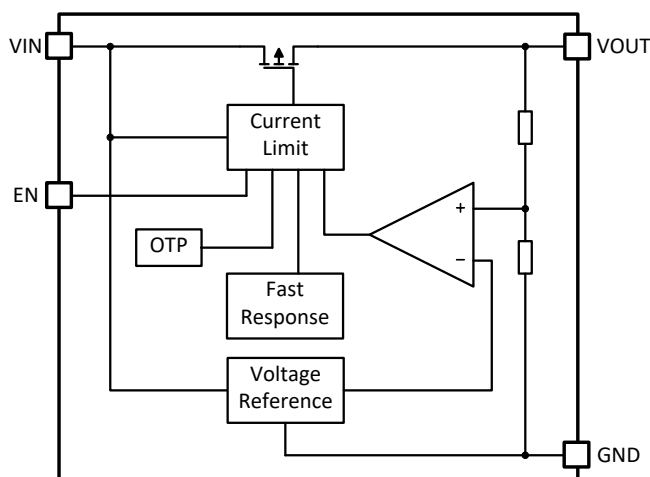 VIN
VOUT
Current
Limit
EN
+
OTP
−
Fast
Response
Voltage
Reference
GND